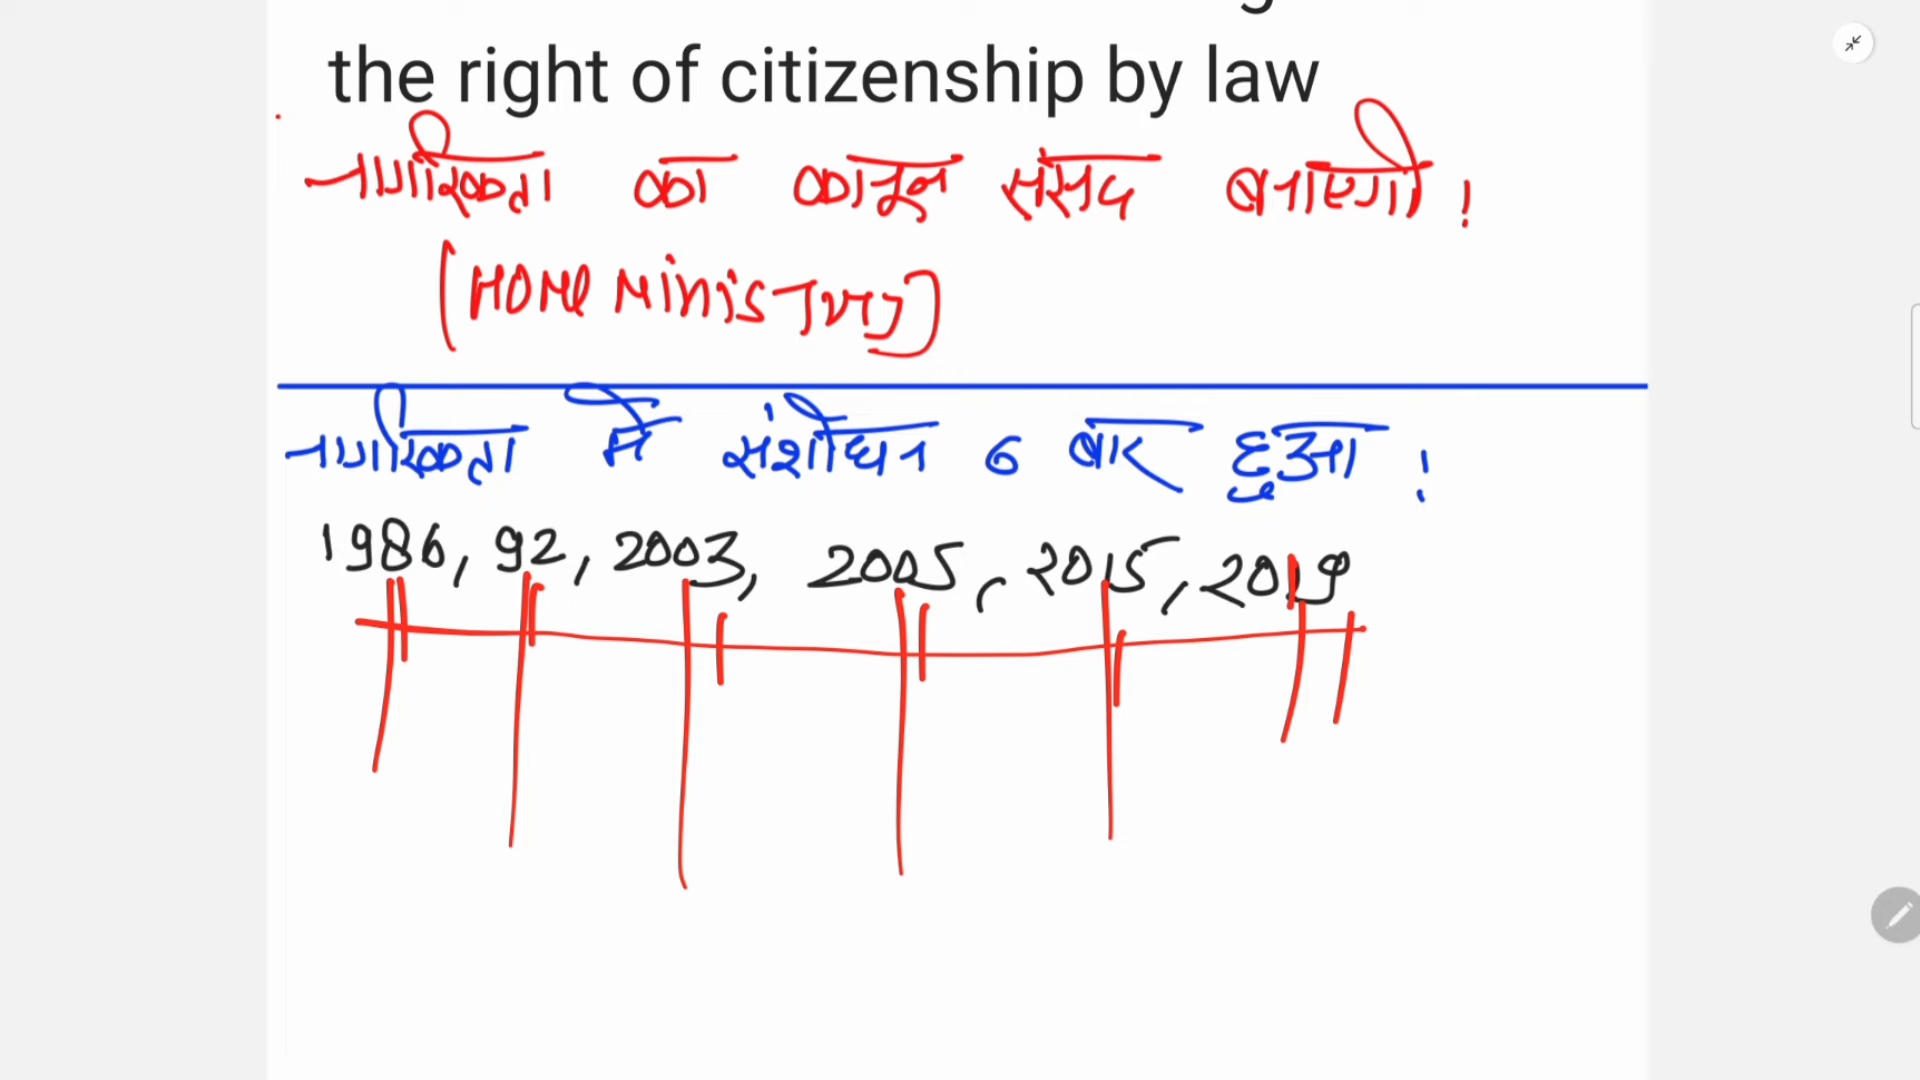 the right of citizenship by law
नागरिकता का कानून संसद बनाएगी !
[HOME MINISTRY]
नागरिकता में संशोधन 6 बार हुआ !
1986, 92, 2003, 2005, 2015, 2019